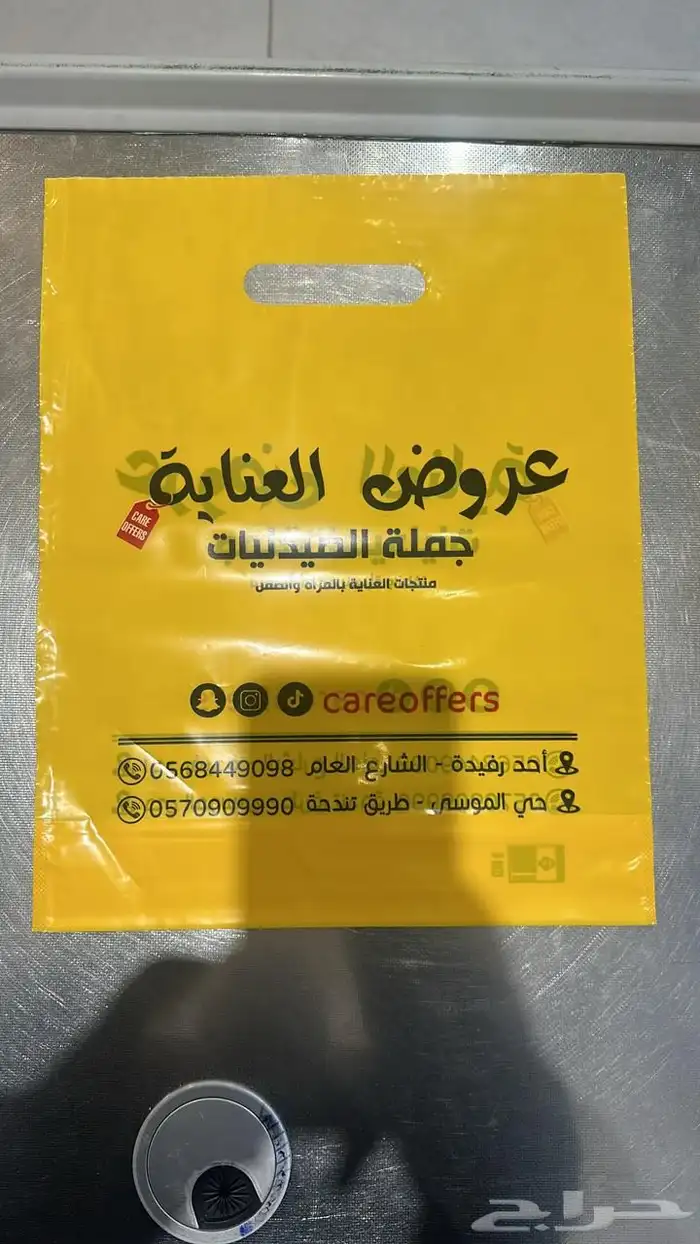 عروض العناية
CARE
OFFERS
جملة الصيدليات
منتجات العناية بالمرأة والطفل
careoffers
أحد رفيدة - الشارع العام 0568449098
حي الموسى - طريق تندحة 0570909990
حراج